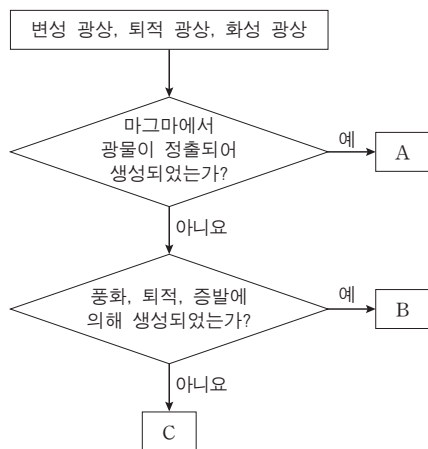 변성 광상, 퇴적 광상, 화성 광상
마그마에서
광물이 정출되어
생성되었는가?
예
A
아니요
풍화, 퇴적, 증발에
의해 생성되었는가?
예
B
아니요
C